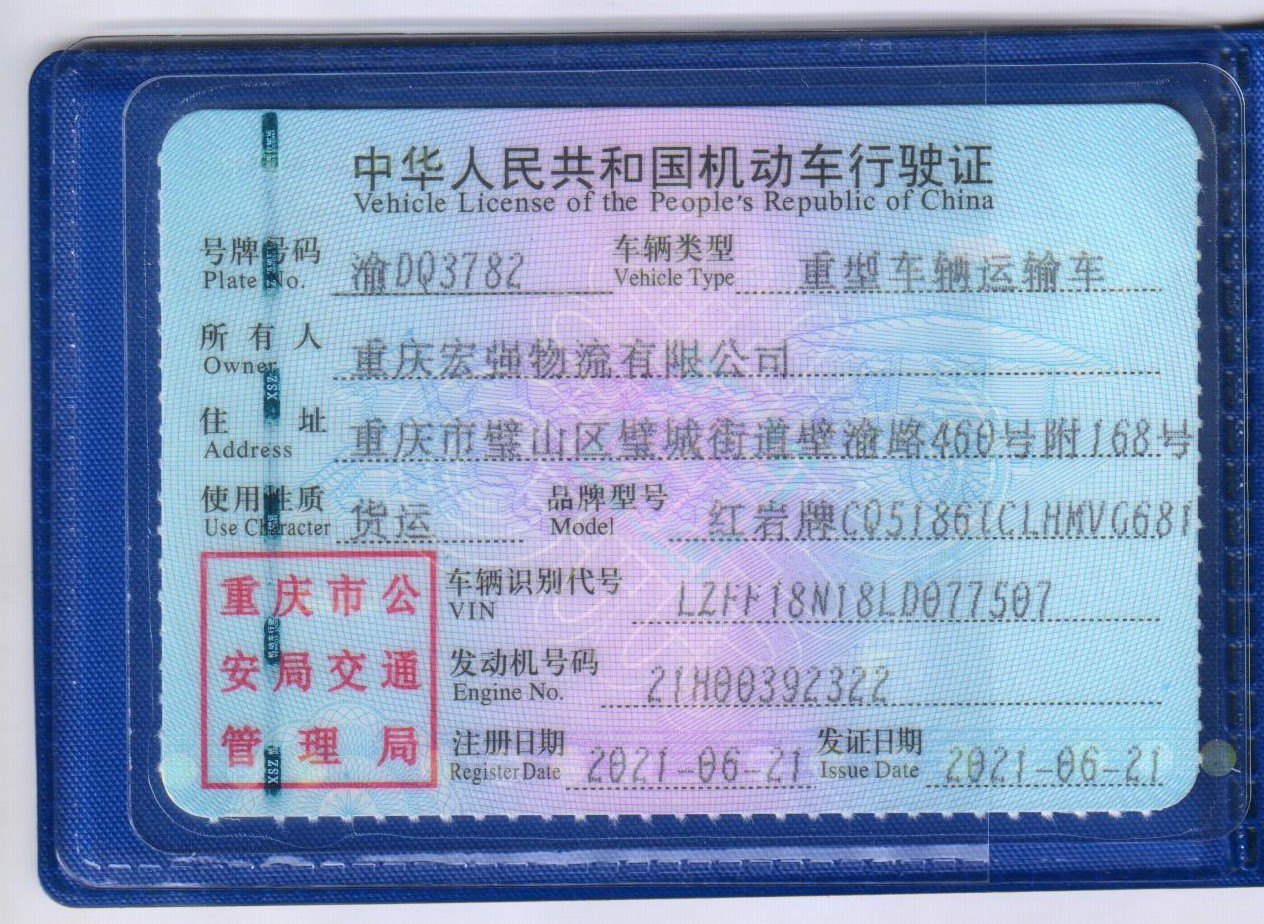 中华人民共和国机动车行驶证
Vehicle License of the People's Republic of China
号牌号码 渝DQ3782 车辆类型 重型车辆运输车
Plate No. Vehicle Type
所有人 重庆宏强物流有限公司
Owner
住址 重庆市璧山区璧城街道壁渝路460号附168号
Address
使用性质 货运 品牌型号 红岩牌CQ5186TCLHMVG681
Use Character Model
重庆市公
安局交通
管理局
车辆识别代号 LZFF18N18LD077507
VIN
发动机号码 21H00392322
Engine No.
注册日期 2021-06-21 发证日期 2021-06-21
Register Date Issue Date